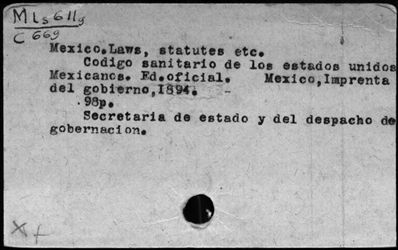 M1s611g
C669
Mexico.Laws, statutes etc.
Codigo sanitario de los estados unidos
Mexicanos. Ed.oficial. Mexico,Imprenta
del gobierno,1894.
98p.
Secretaria de estado y del despacho de
gobernacion.